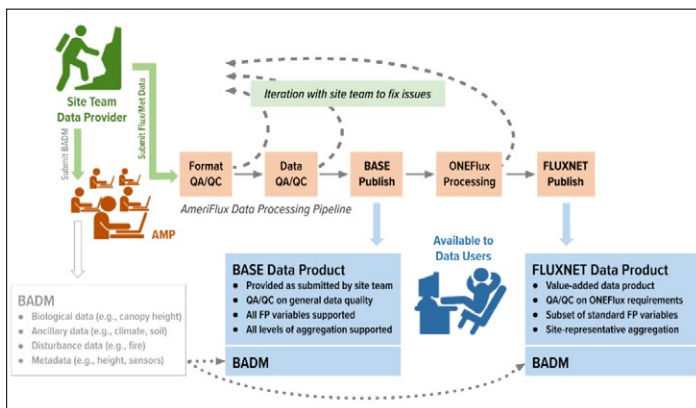 Site Team
Data Provider
Submit BADM
Submit Flux/Met Data
Iteration with site team to fix issues
Format
QA/QC
Data
QA/QC
BASE
Publish
ONEFlux
Processing
FLUXNET
Publish
AmeriFlux Data Processing Pipeline
AMP
Available to
Data Users
BADM
• Biological data (e.g., canopy height)
• Ancillary data (e.g., climate, soil)
• Disturbance data (e.g., fire)
• Metadata (e.g., height, sensors)
BASE Data Product
• Provided as submitted by site team
• QA/QC on general data quality
• All FP variables supported
• All levels of aggregation supported
BADM
FLUXNET Data Product
• Value-added data product
• QA/QC on ONEFlux requirements
• Subset of standard FP variables
• Site-representative aggregation
BADM